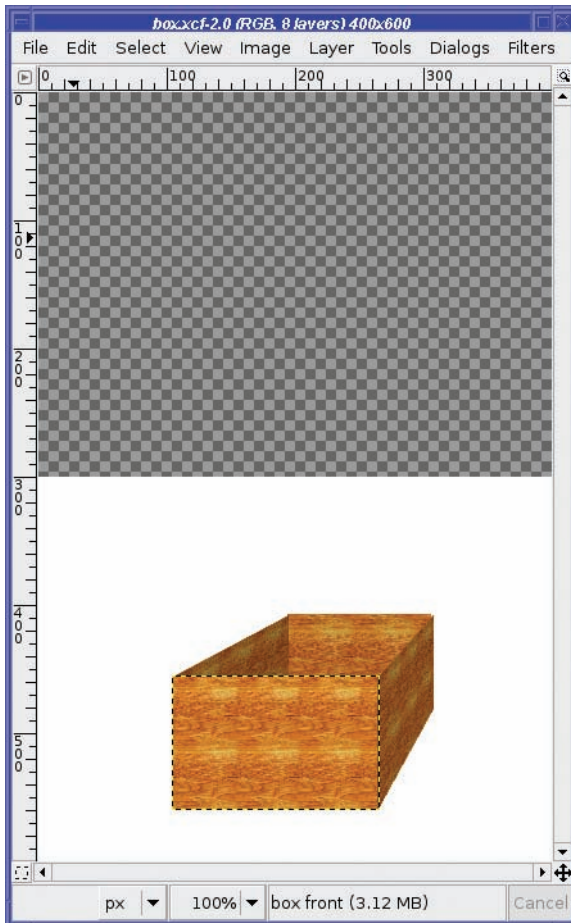 box.xcf-2.0 (RGB, 8 layers) 400x600
File Edit Select View Image Layer Tools Dialogs Filters
0 100 200 300
0
100
200
300
400
500
px 100% box front (3.12 MB) Cancel